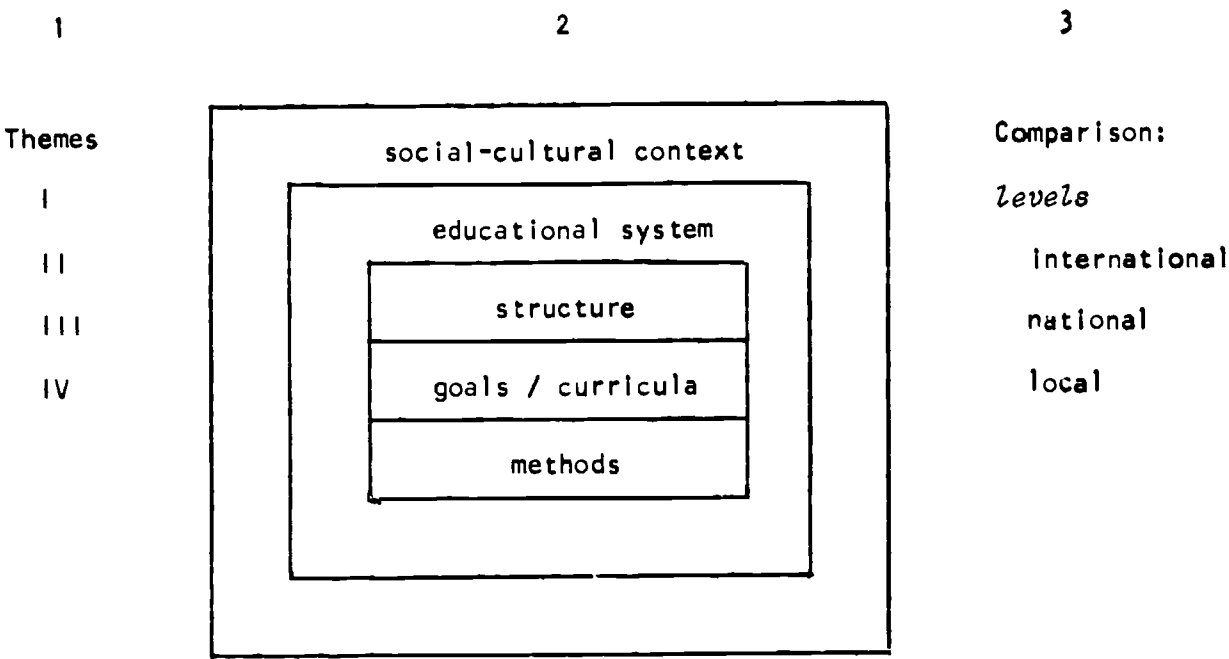 1 2 3
Themes
I
II
III
IV
social-cultural context
educational system
structure
goals / curricula
methods
Comparison:
levels
international
national
local